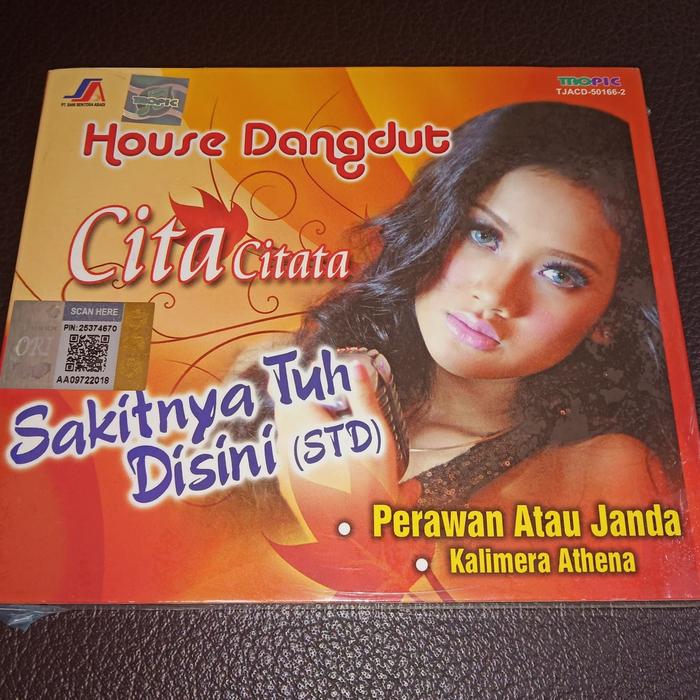 PT. SANI SENTOSA ABADI
TROPIC
TROPIC
TJACD-50166-2
House Dangdut
Cita Citata
SCAN HERE
PIN:25374670
ORI
AA09722018
Sakitnya Tuh
Disini (STD)
• Perawan Atau Janda
• Kalimera Athena